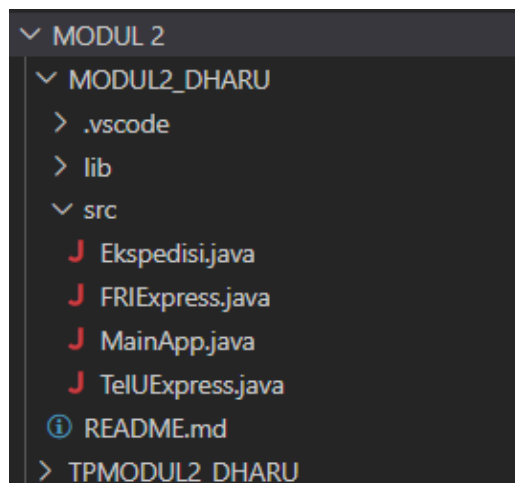 MODUL 2
MODUL2_DHARU
.vscode
lib
src
J Ekspedisi.java
J FRIExpress.java
J MainApp.java
J TelUExpress.java
README.md
TPMODUL2_DHARU